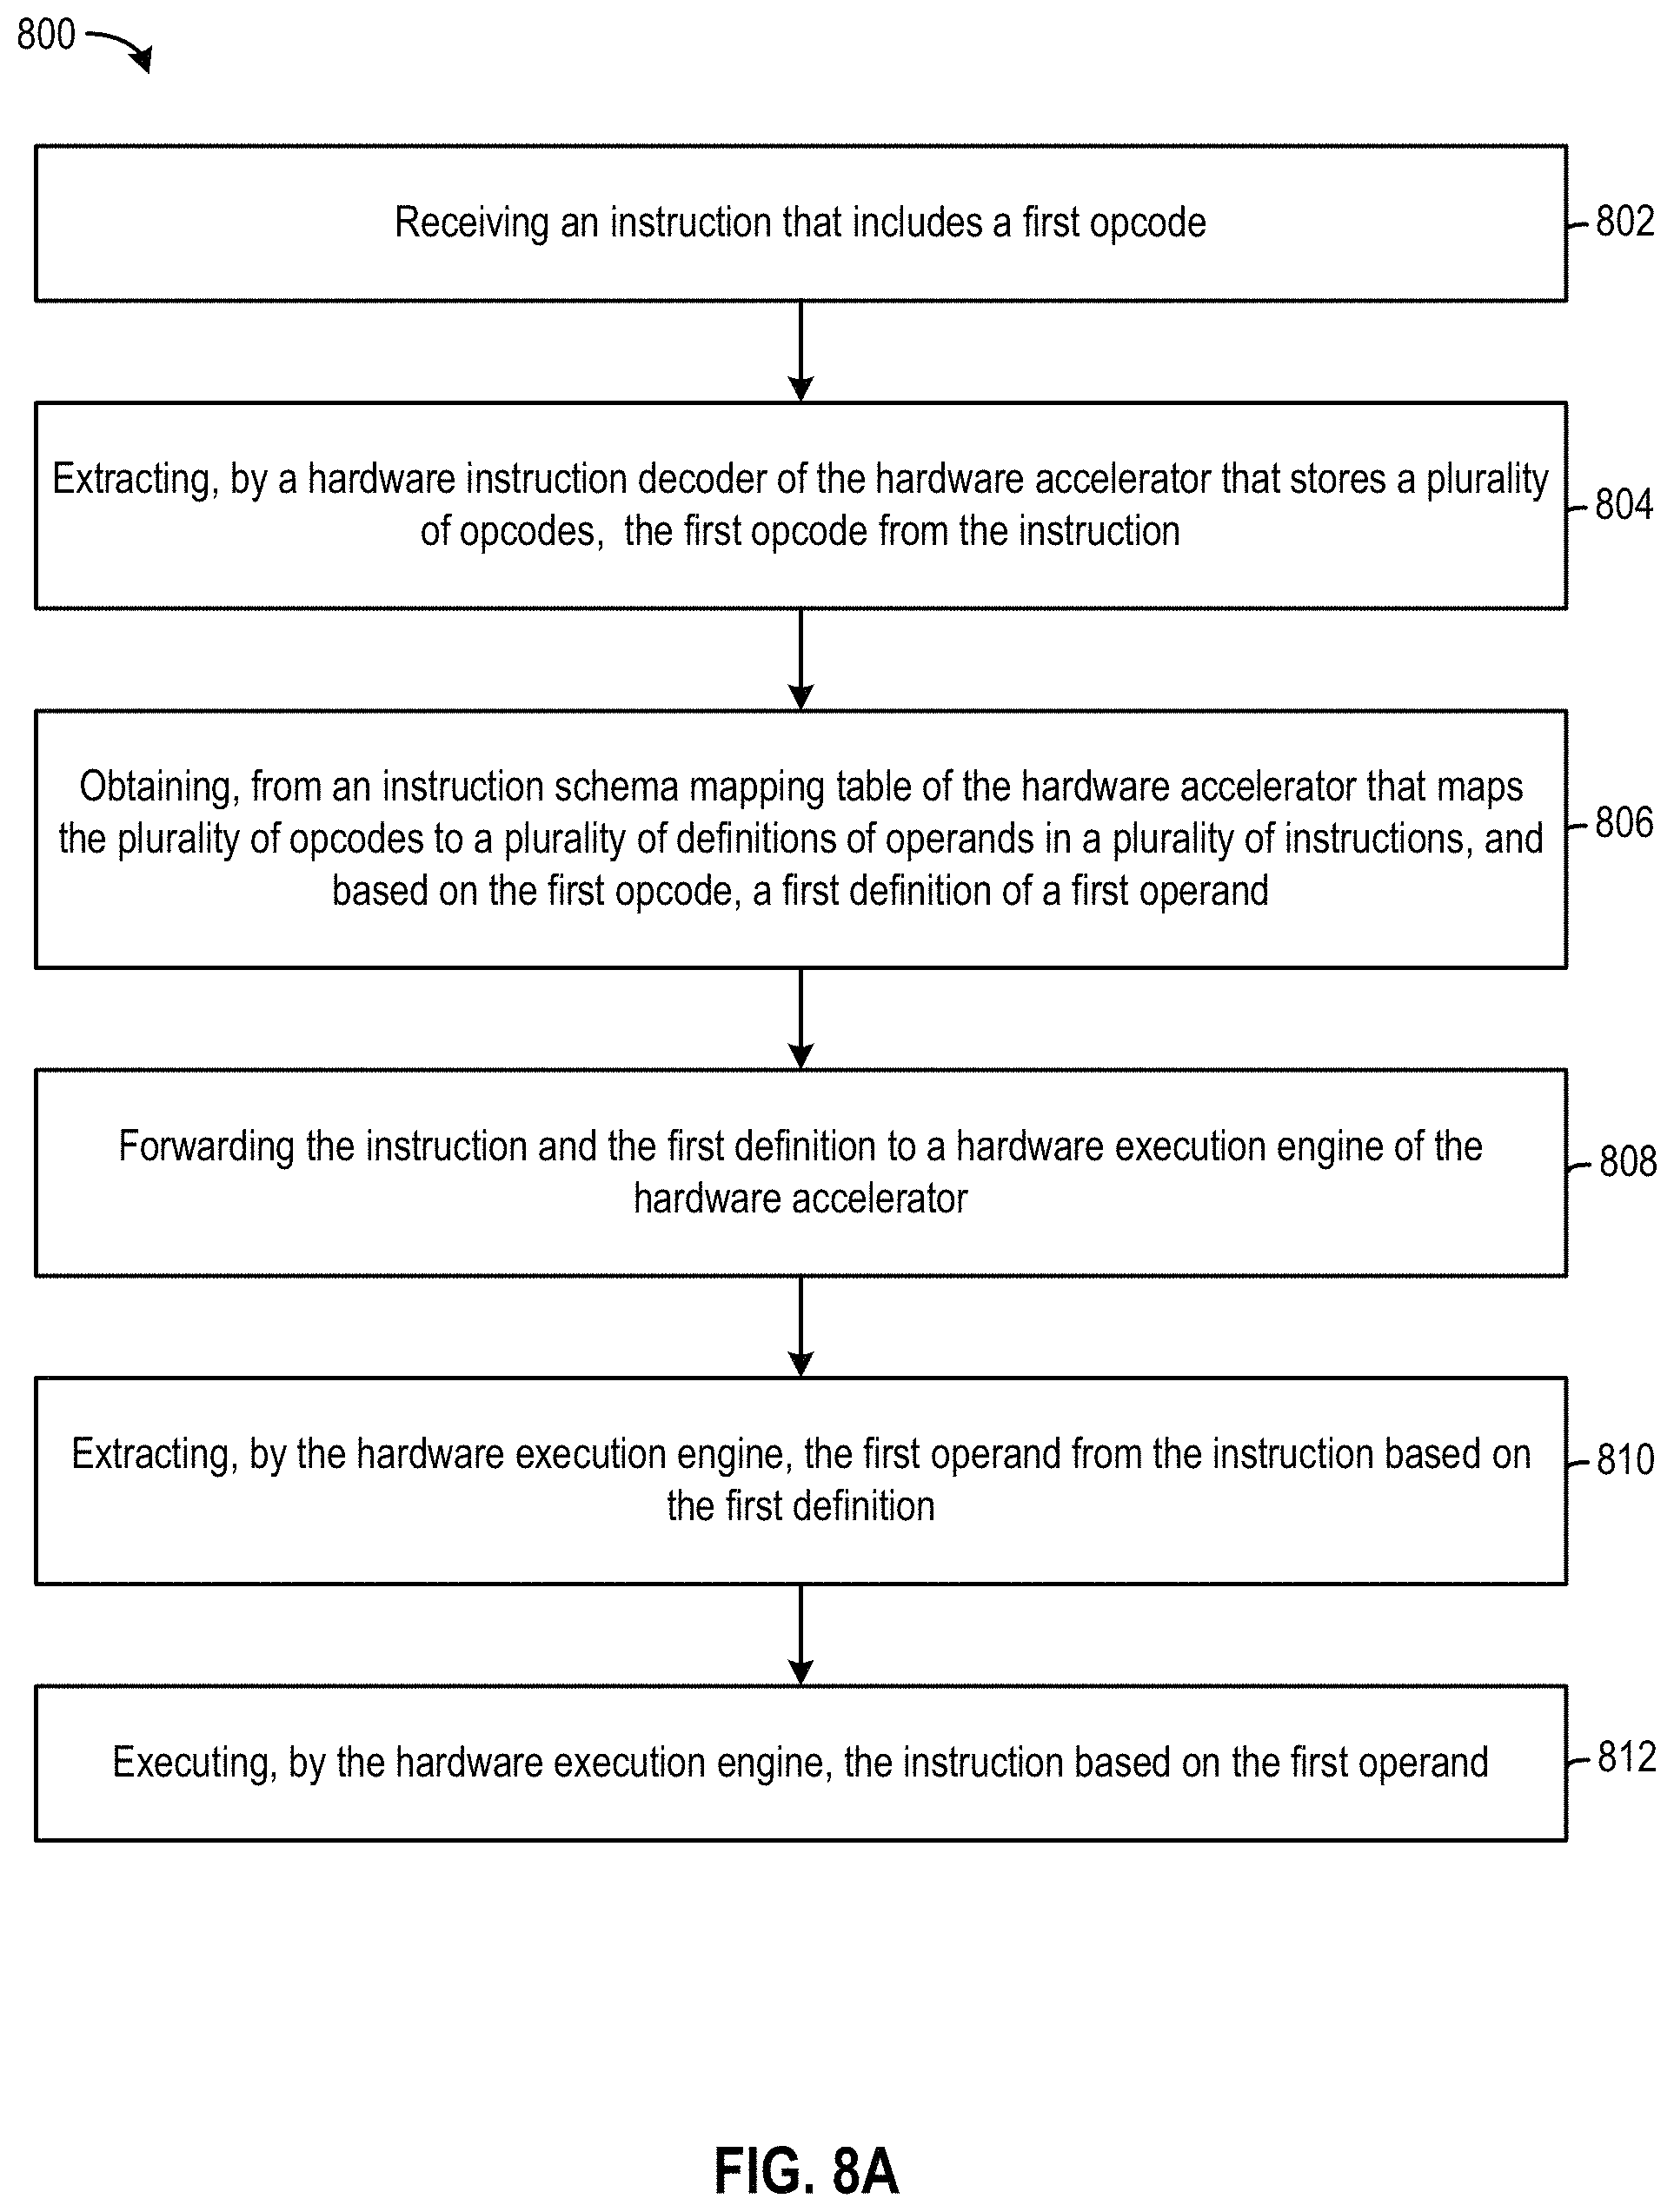 800
Receiving an instruction that includes a first opcode
802
Extracting, by a hardware instruction decoder of the hardware accelerator that stores a plurality
of opcodes, the first opcode from the instruction
804
Obtaining, from an instruction schema mapping table of the hardware accelerator that maps
the plurality of opcodes to a plurality of definitions of operands in a plurality of instructions, and
based on the first opcode, a first definition of a first operand
806
Forwarding the instruction and the first definition to a hardware execution engine of the
hardware accelerator
808
Extracting, by the hardware execution engine, the first operand from the instruction based on
the first definition
810
Executing, by the hardware execution engine, the instruction based on the first operand
812
FIG. 8A